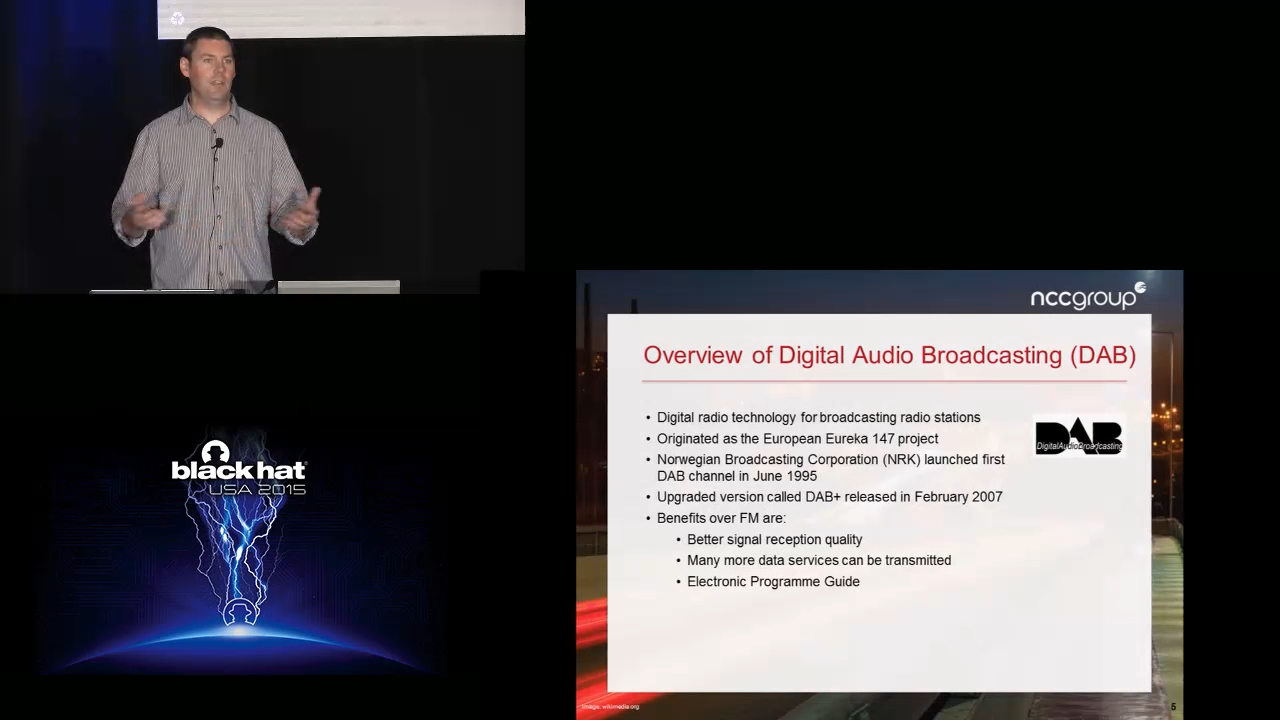 nccgroup
Overview of Digital Audio Broadcasting (DAB)
• Digital radio technology for broadcasting radio stations
• Originated as the European Eureka 147 project
• Norwegian Broadcasting Corporation (NRK) launched first
DAB channel in June 1995
• Upgraded version called DAB+ released in February 2007
• Benefits over FM are:
• Better signal reception quality
• Many more data services can be transmitted
• Electronic Programme Guide
DAB
DigitalAudioBroadcasting
black hat
USA 2015
Image: wikimedia.org
5